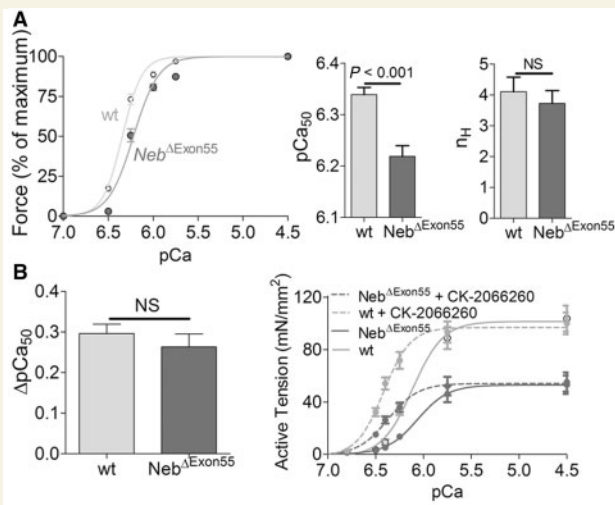 A
Force (% of maximum)
100
75
50
25
0
wt
Neb^ΔExon55
7.0 6.5 6.0 5.5 5.0 4.5
pCa
pCa50
6.4
6.3
6.2
6.1
P < 0.001
wt Neb^ΔExon55
nH
5
4
3
2
1
0
NS
wt Neb^ΔExon55
B
ΔpCa50
0.4
0.3
0.2
0.1
0.0
NS
wt Neb^ΔExon55
Active Tension (mN/mm²)
120
80
40
0
Neb^ΔExon55 + CK-2066260
wt + CK-2066260
Neb^ΔExon55
wt
7.0 6.5 6.0 5.5 5.0 4.5
pCa